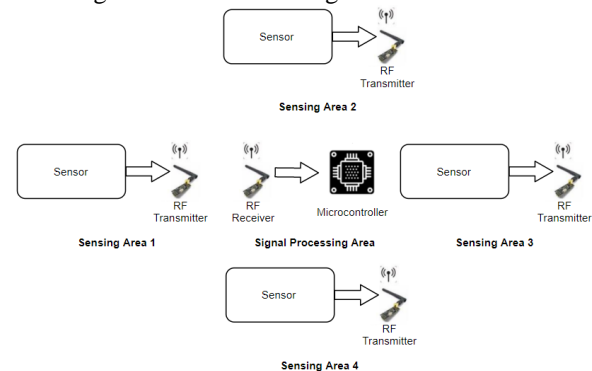 Sensor
RF
Transmitter
Sensing Area 2
Sensor
RF
Transmitter
Sensing Area 1
RF
Receiver
Microcontroller
Signal Processing Area
Sensor
RF
Transmitter
Sensing Area 3
Sensor
RF
Transmitter
Sensing Area 4